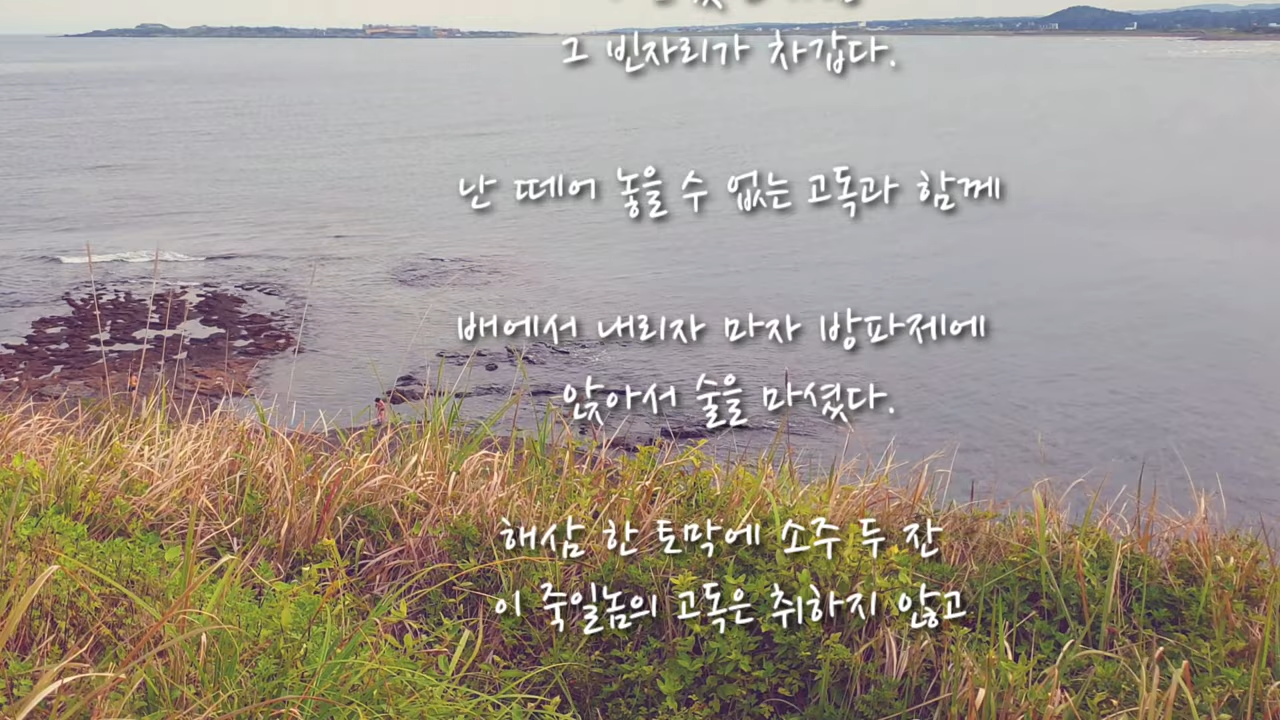 그 빈자리가 차갑다.
난 떼어 놓을 수 없는 고독과 함께
배에서 내리자 마자 방파제에
앉아서 술을 마셨다.
해삼 한 토막에 소주 두 잔
이 죽일놈의 고독은 취하지 않고